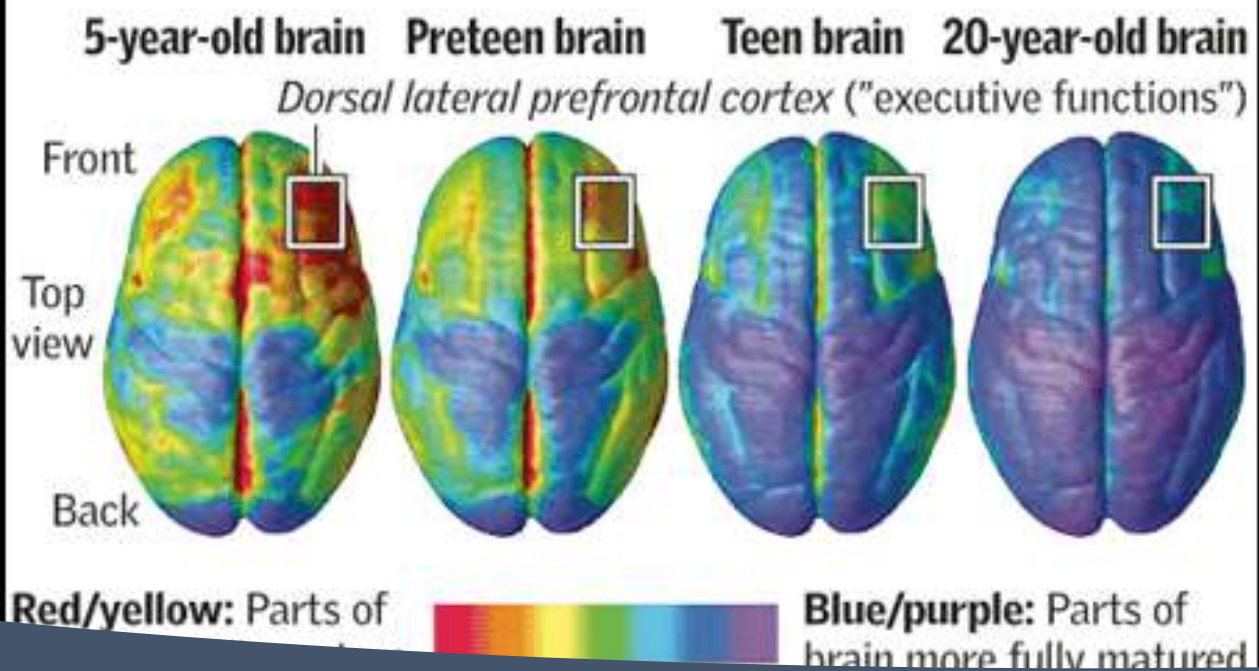 5-year-old brain Preteen brain Teen brain 20-year-old brain
Dorsal lateral prefrontal cortex ("executive functions")
Front
Top
view
Back
Red/yellow: Parts of
Blue/purple: Parts of
brain more fully matured